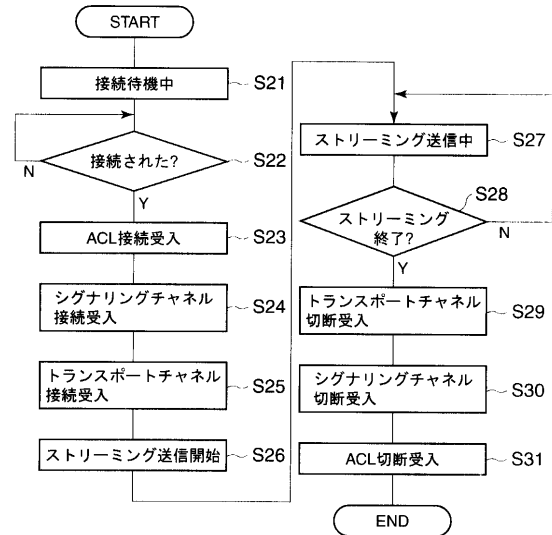 START
接続待機中
S21
接続された?
S22
N
Y
ACL接続受入
S23
シグナリングチャネル
接続受入
S24
トランスポートチャネル
接続受入
S25
ストリーミング送信開始
S26
ストリーミング送信中
S27
ストリーミング
終了?
S28
N
Y
トランスポートチャネル
切断受入
S29
シグナリングチャネル
切断受入
S30
ACL切断受入
S31
END